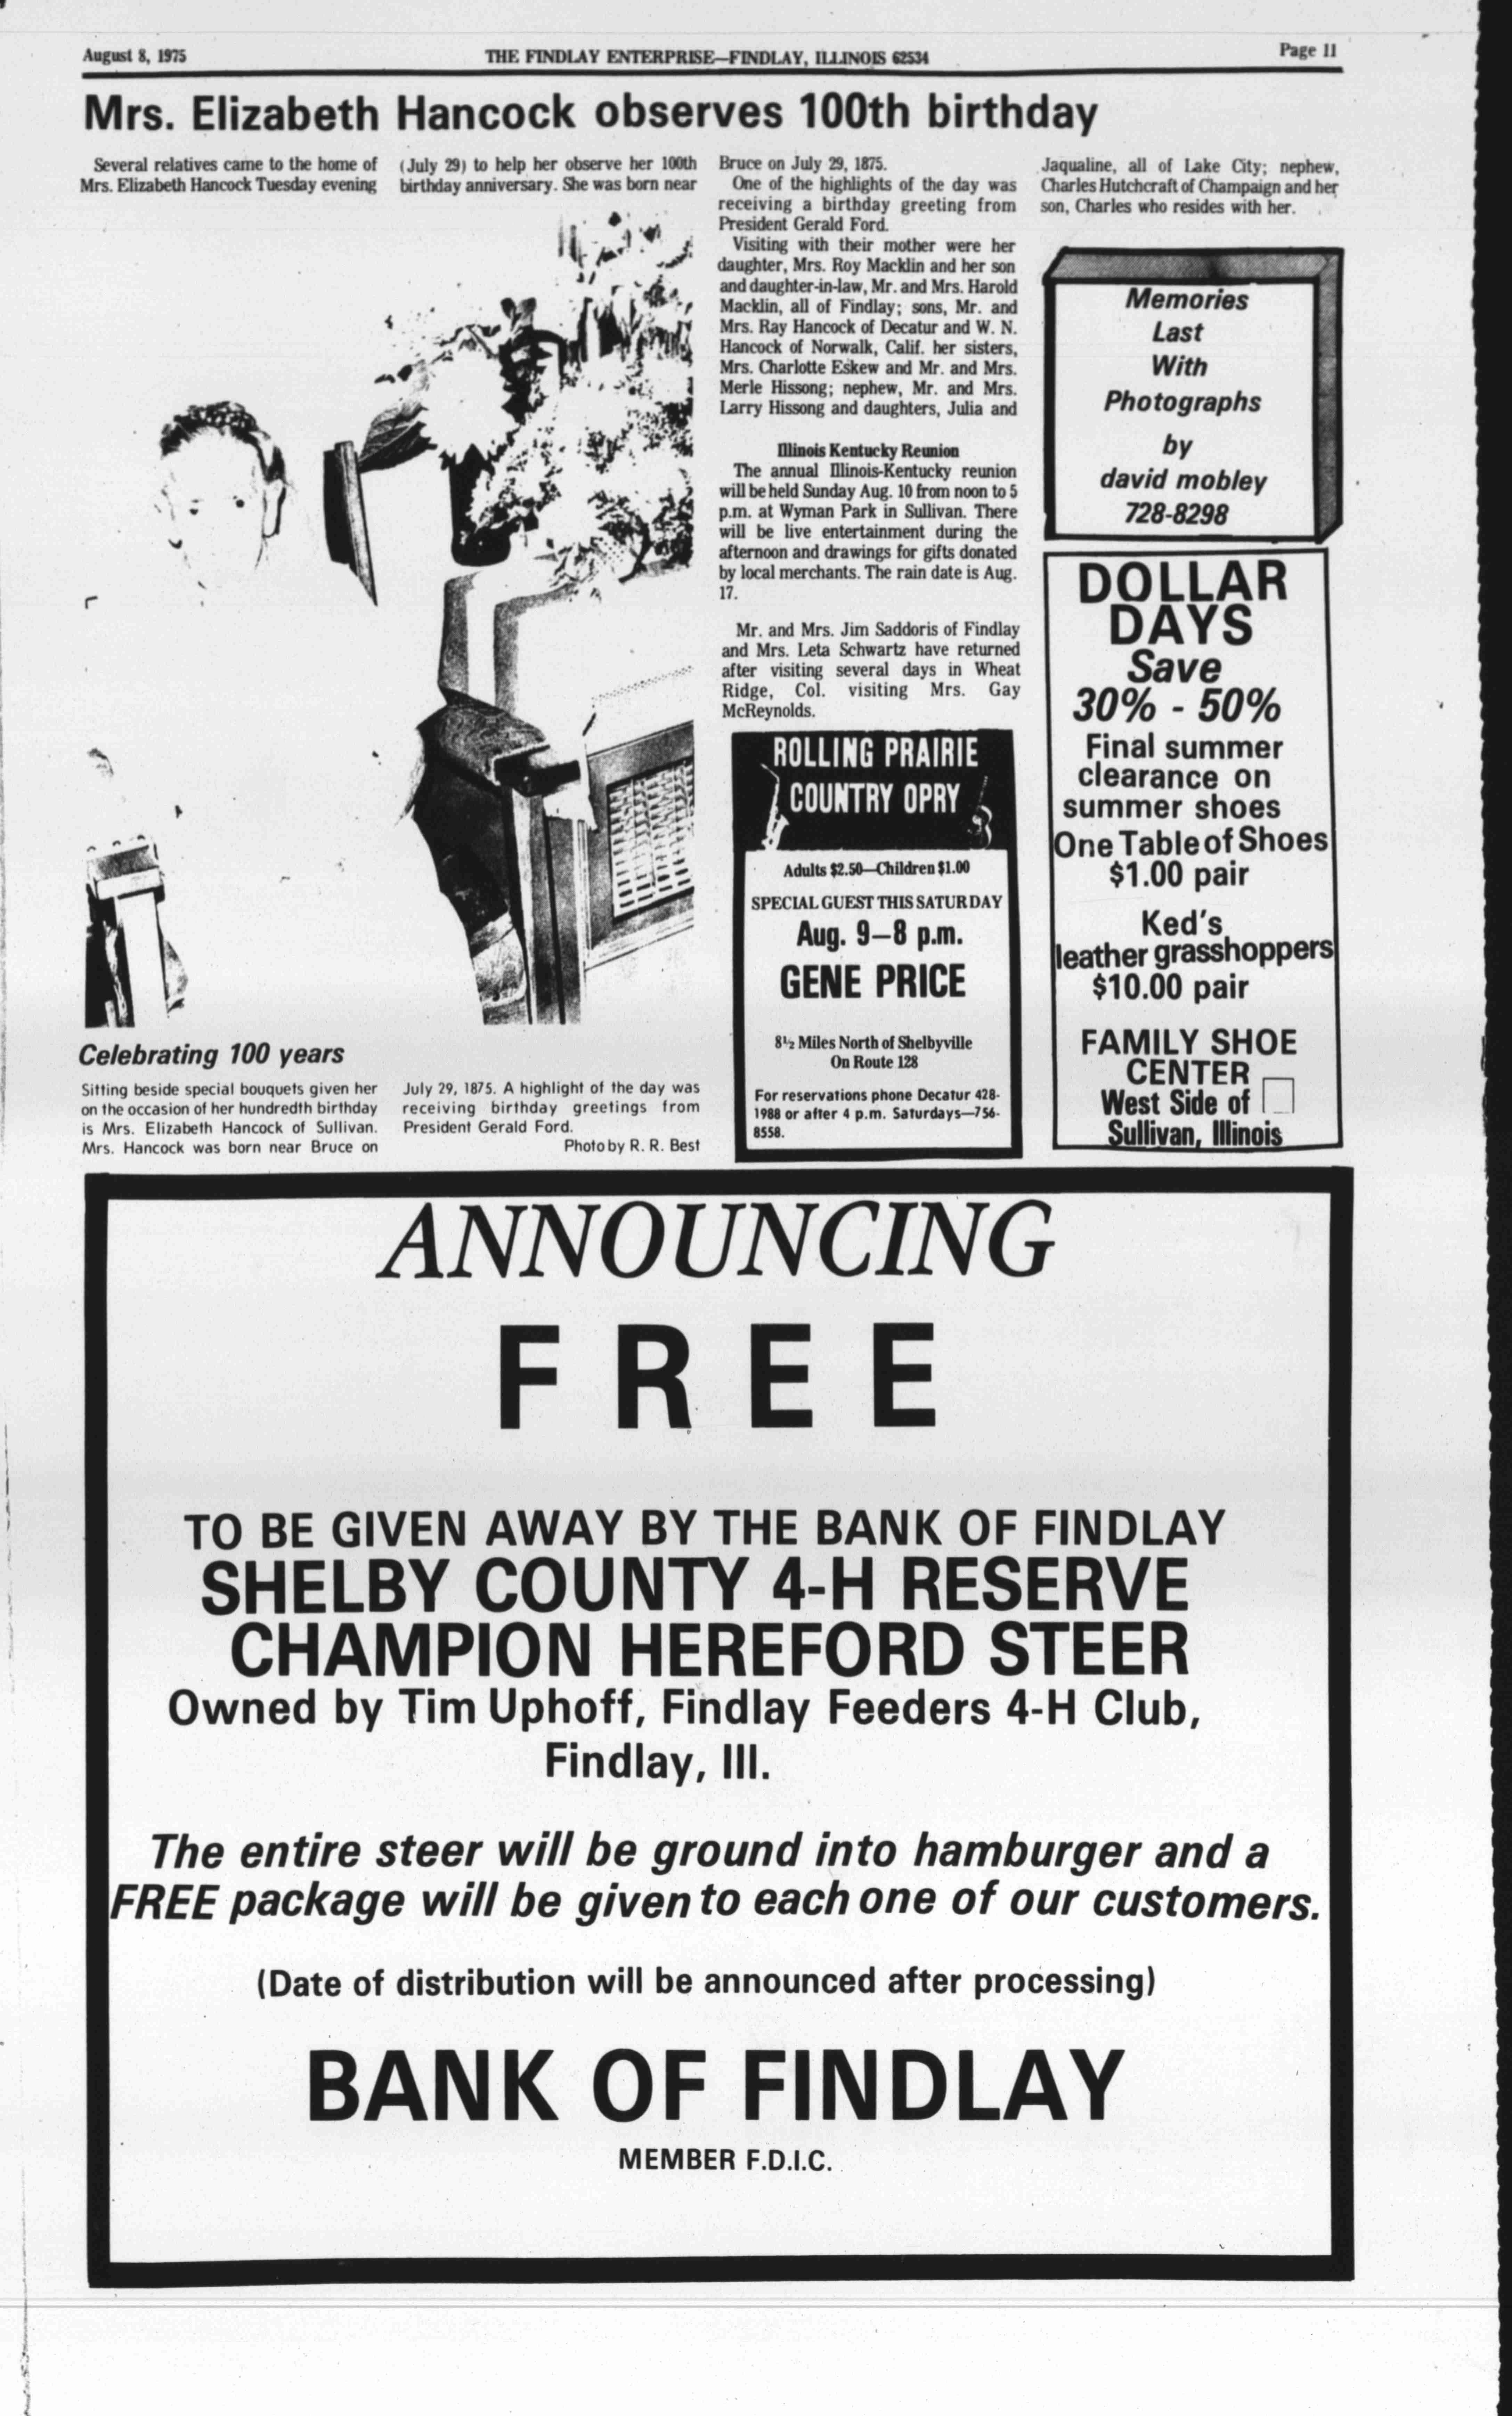 August 8, 1975
THE FINDLAY ENTERPRISE—FINDLAY, ILLINOIS 62534
Page 11
Mrs. Elizabeth Hancock observes 100th birthday
Several relatives came to the home of
Mrs. Elizabeth Hancock Tuesday evening
(July 29) to help her observe her 100th
birthday anniversary. She was born near
Bruce on July 29, 1875.
One of the highlights of the day was
receiving a birthday greeting from
President Gerald Ford.
Visiting with their mother were her
daughter, Mrs. Roy Macklin and her son
and daughter-in-law, Mr. and Mrs. Harold
Macklin, all of Findlay; sons, Mr. and
Mrs. Ray Hancock of Decatur and W. N.
Hancock of Norwalk, Calif. her sisters,
Mrs. Charlotte Eskew and Mr. and Mrs.
Merle Hissong; nephew, Mr. and Mrs.
Larry Hissong and daughters, Julia and
Jaqualine, all of Lake City; nephew,
Charles Hutchcraft of Champaign and her
son, Charles who resides with her.
Celebrating 100 years
Sitting beside special bouquets given her
on the occasion of her hundredth birthday
is Mrs. Elizabeth Hancock of Sullivan.
Mrs. Hancock was born near Bruce on
July 29, 1875. A highlight of the day was
receiving birthday greetings from
President Gerald Ford.
Photo by R. R. Best
Illinois Kentucky Reunion
The annual Illinois-Kentucky reunion
will be held Sunday Aug. 10 from noon to 5
p.m. at Wyman Park in Sullivan. There
will be live entertainment during the
afternoon and drawings for gifts donated
by local merchants. The rain date is Aug.
17.
Mr. and Mrs. Jim Saddoris of Findlay
and Mrs. Leta Schwartz have returned
after visiting several days in Wheat
Ridge, Col. visiting Mrs. Gay
McReynolds.
ROLLING PRAIRIE
COUNTRY OPRY
Adults $2.50—Children $1.00
SPECIAL GUEST THIS SATURDAY
Aug. 9—8 p.m.
GENE PRICE
8½ Miles North of Shelbyville
On Route 128
For reservations phone Decatur 428-
1988 or after 4 p.m. Saturdays—756-
8558.
Memories
Last
With
Photographs
by
david mobley
728-8298
DOLLAR
DAYS
Save
30% - 50%
Final summer
clearance on
summer shoes
One Table of Shoes
$1.00 pair
Ked's
leather grasshoppers
$10.00 pair
FAMILY SHOE
CENTER
West Side of
Sullivan, Illinois
ANNOUNCING
FREE
TO BE GIVEN AWAY BY THE BANK OF FINDLAY
SHELBY COUNTY 4-H RESERVE
CHAMPION HEREFORD STEER
Owned by Tim Uphoff, Findlay Feeders 4-H Club,
Findlay, Ill.
The entire steer will be ground into hamburger and a
FREE package will be given to each one of our customers.
(Date of distribution will be announced after processing)
BANK OF FINDLAY
MEMBER F.D.I.C.